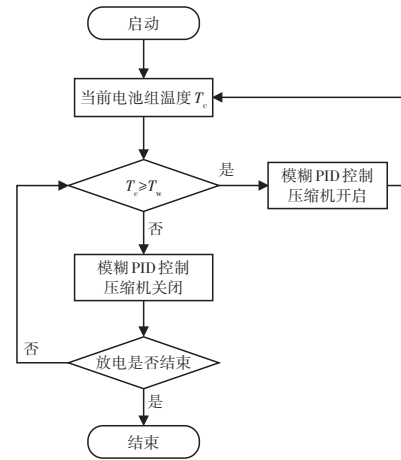 启动
当前电池组温度Tc
Tc≥Tw
是
模糊PID控制
压缩机开启
否
模糊PID控制
压缩机关闭
否
放电是否结束
是
结束